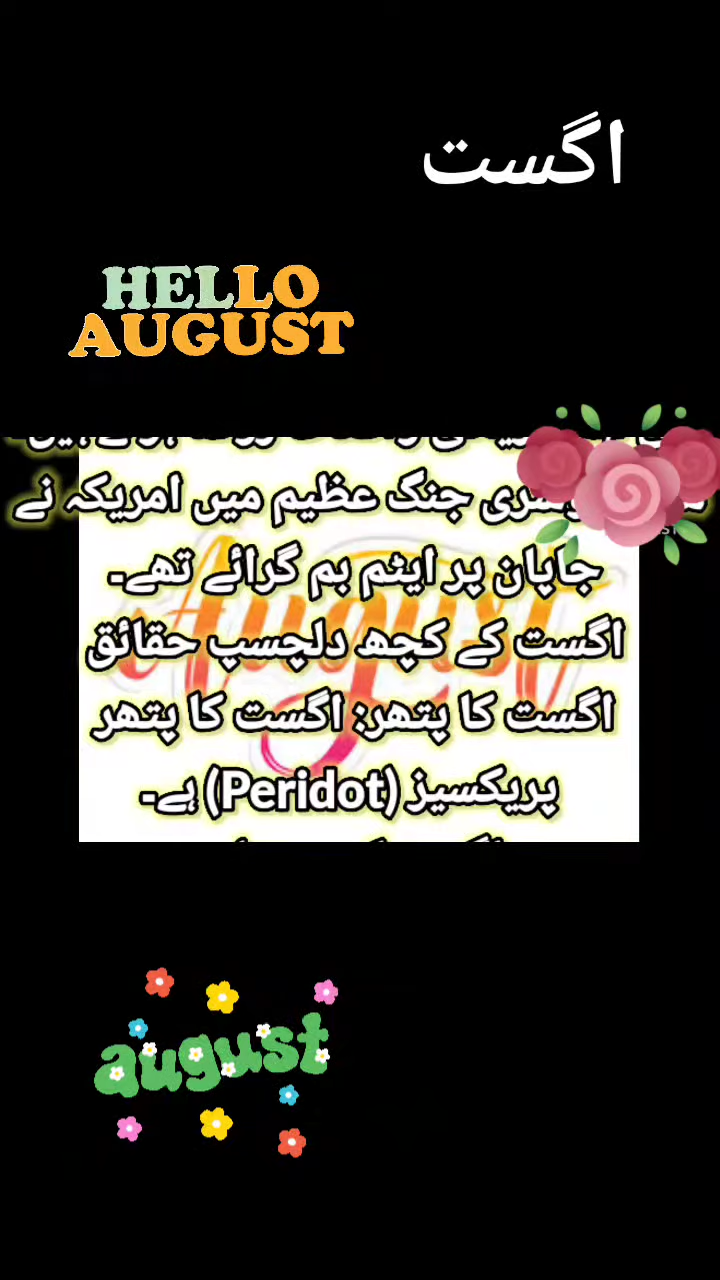 اگست
HELLO
AUGUST
جنگ عظیم میں امریکہ نے
جاپان پر ایٹم بم گرائے تھے۔
August
اگست کے کچھ دلچسپ حقائق
اگست کا پتھر: اگست کا پتھر
پریکسیز (Peridot) ہے۔
august